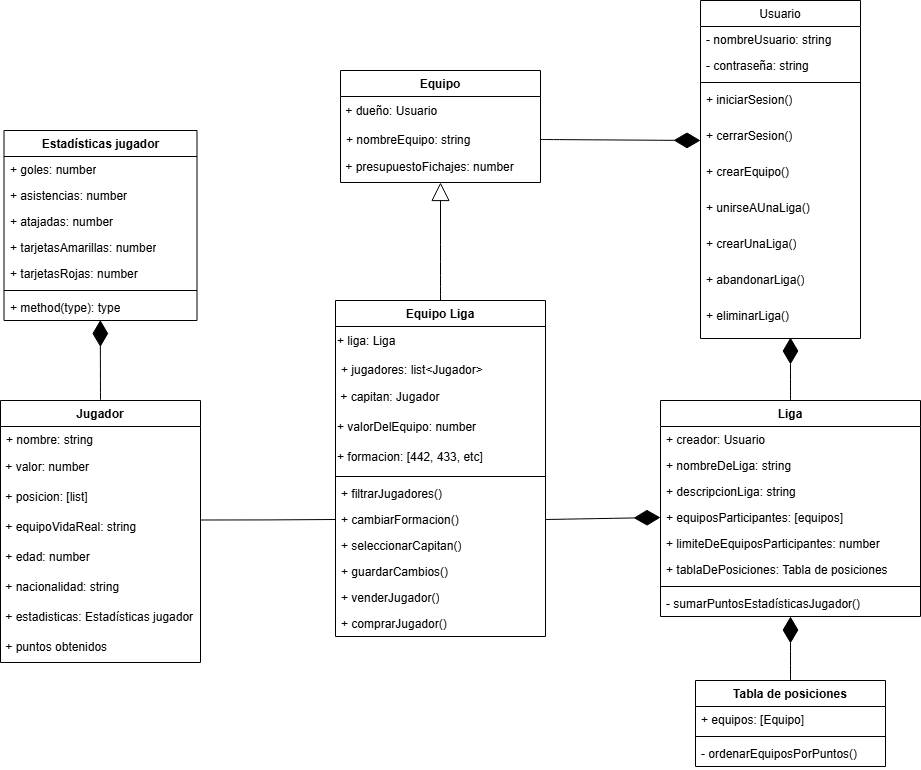 Usuario
- nombreUsuario: string
- contraseña: string
+ iniciarSesion()
+ cerrarSesion()
+ crearEquipo()
+ unirseAUnaLiga()
+ crearUnaLiga()
+ abandonarLiga()
+ eliminarLiga()
Equipo
+ dueño: Usuario
+ nombreEquipo: string
+ presupuestoFichajes: number
Estadísticas jugador
+ goles: number
+ asistencias: number
+ atajadas: number
+ tarjetasAmarillas: number
+ tarjetasRojas: number
+ method(type): type
Equipo Liga
+ liga: Liga
+ jugadores: list<Jugador>
+ capitan: Jugador
+ valorDelEquipo: number
+ formacion: [442, 433, etc]
+ filtrarJugadores()
+ cambiarFormacion()
+ seleccionarCapitan()
+ guardarCambios()
+ venderJugador()
+ comprarJugador()
Jugador
+ nombre: string
+ valor: number
+ posicion: [list]
+ equipoVidaReal: string
+ edad: number
+ nacionalidad: string
+ estadisticas: Estadísticas jugador
+ puntos obtenidos
Liga
+ creador: Usuario
+ nombreDeLiga: string
+ descripcionLiga: string
+ equiposParticipantes: [equipos]
+ limiteDeEquiposParticipantes: number
+ tablaDePosiciones: Tabla de posiciones
- sumarPuntosEstadísticasJugador()
Tabla de posiciones
+ equipos: [Equipo]
- ordenarEquiposPorPuntos()